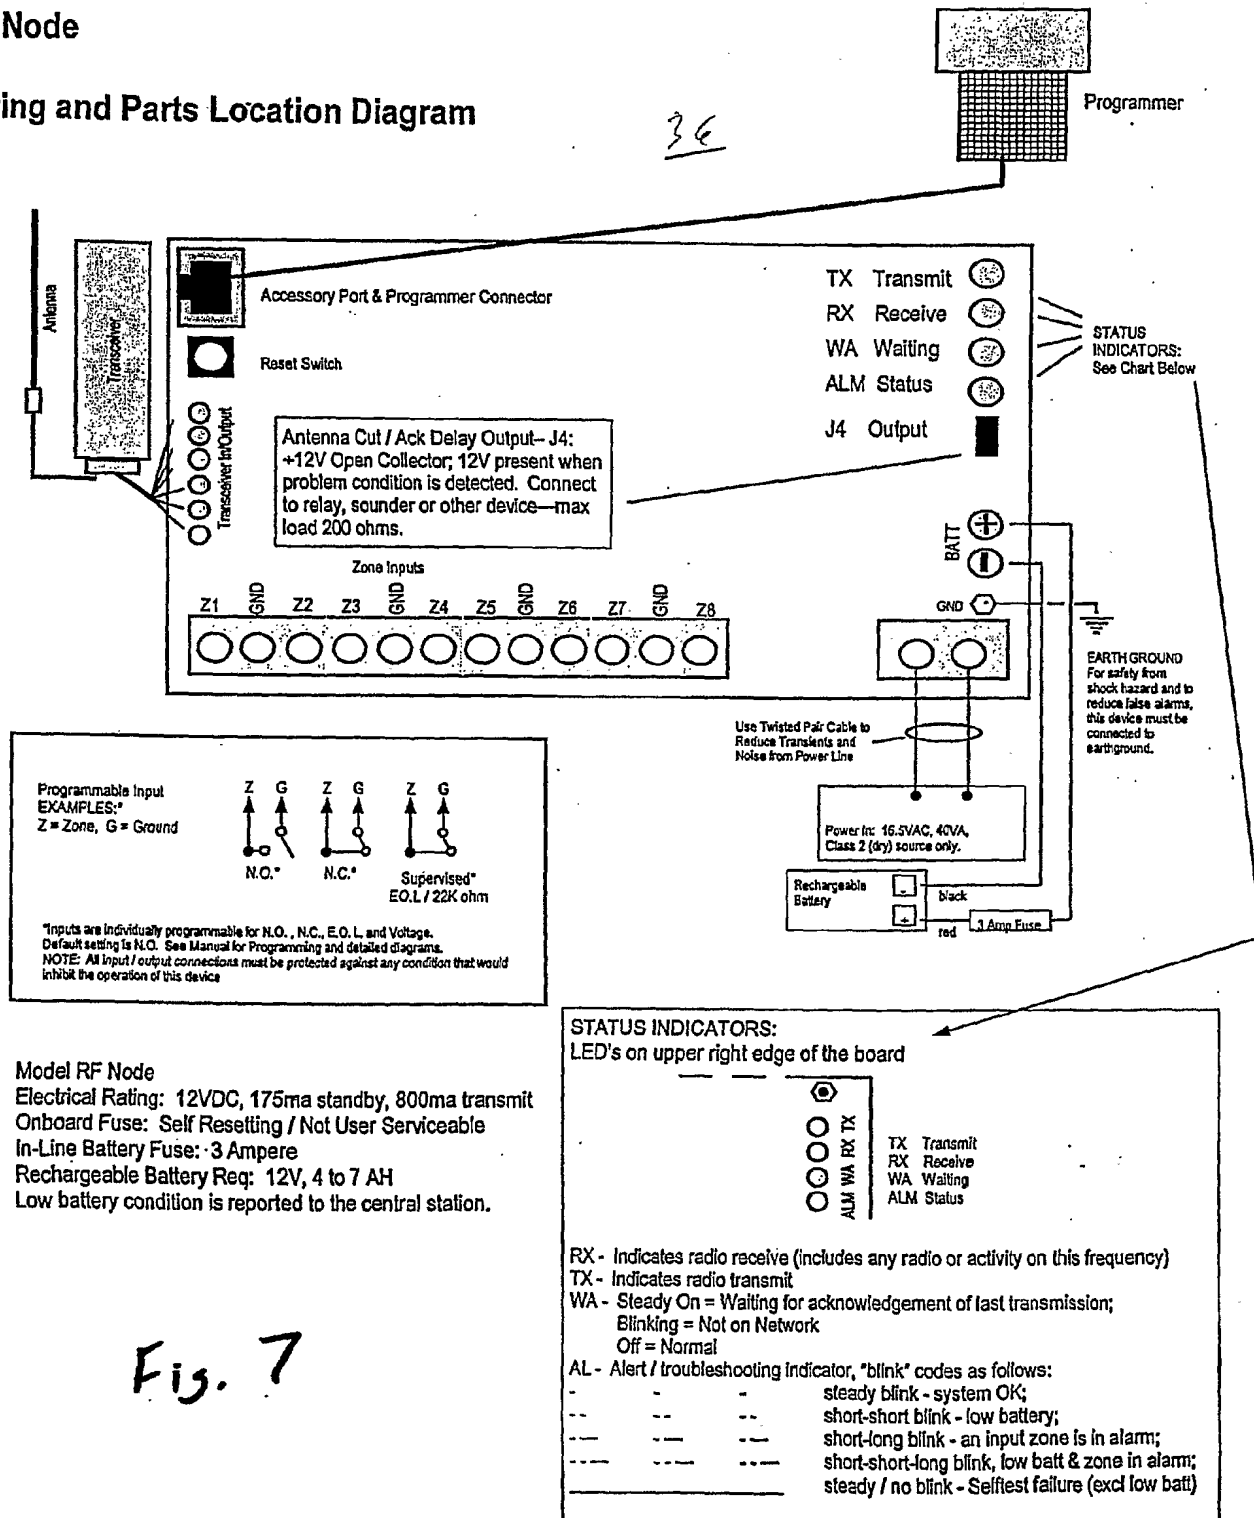 Node
ing and Parts Location Diagram
36
Programmer
Antenna
Transceiver
Accessory Port & Programmer Connector
Reset Switch
Transceiver In/Output
TX Transmit
RX Receive
WA Waiting
ALM Status
J4 Output
STATUS
INDICATORS:
See Chart Below
Antenna Cut / Ack Delay Output-- J4:
+12V Open Collector; 12V present when
problem condition is detected. Connect
to relay, sounder or other device—max
load 200 ohms.
BATT
+
-
GND
Zone Inputs
Z1 GND Z2 Z3 GND Z4 Z5 GND Z6 Z7 GND Z8
EARTH GROUND
For safety from
shock hazard and to
reduce false alarms,
this device must be
connected to
earthground.
Use Twisted Pair Cable to
Reduce Transients and
Noise from Power Line
Power In: 16.5VAC, 40VA,
Class 2 (dry) source only.
Rechargeable
Battery
-
+
black
red
3 Amp Fuse
Programmable Input
EXAMPLES:*
Z = Zone, G = Ground
Z G Z G Z G
N.O.* N.C.* Supervised*
EO.L / 22K ohm
*Inputs are individually programmable for N.O., N.C., E.O. L, and Voltage.
Default setting is N.O. See Manual for Programming and detailed diagrams.
NOTE: All input / output connections must be protected against any condition that would
inhibit the operation of this device
Model RF Node
Electrical Rating: 12VDC, 175ma standby, 800ma transmit
Onboard Fuse: Self Resetting / Not User Serviceable
In-Line Battery Fuse: 3 Ampere
Rechargeable Battery Req: 12V, 4 to 7 AH
Low battery condition is reported to the central station.
STATUS INDICATORS:
LED's on upper right edge of the board
ALM WA RX TX
TX Transmit
RX Receive
WA Waiting
ALM Status
RX - Indicates radio receive (includes any radio or activity on this frequency)
TX - Indicates radio transmit
WA - Steady On = Waiting for acknowledgement of last transmission;
Blinking = Not on Network
Off = Normal
AL - Alert / troubleshooting indicator, "blink" codes as follows:
steady blink - system OK;
short-short blink - low battery;
short-long blink - an input zone is in alarm;
short-short-long blink, low batt & zone in alarm;
steady / no blink - Selftest failure (excl low batt)
Fig. 7